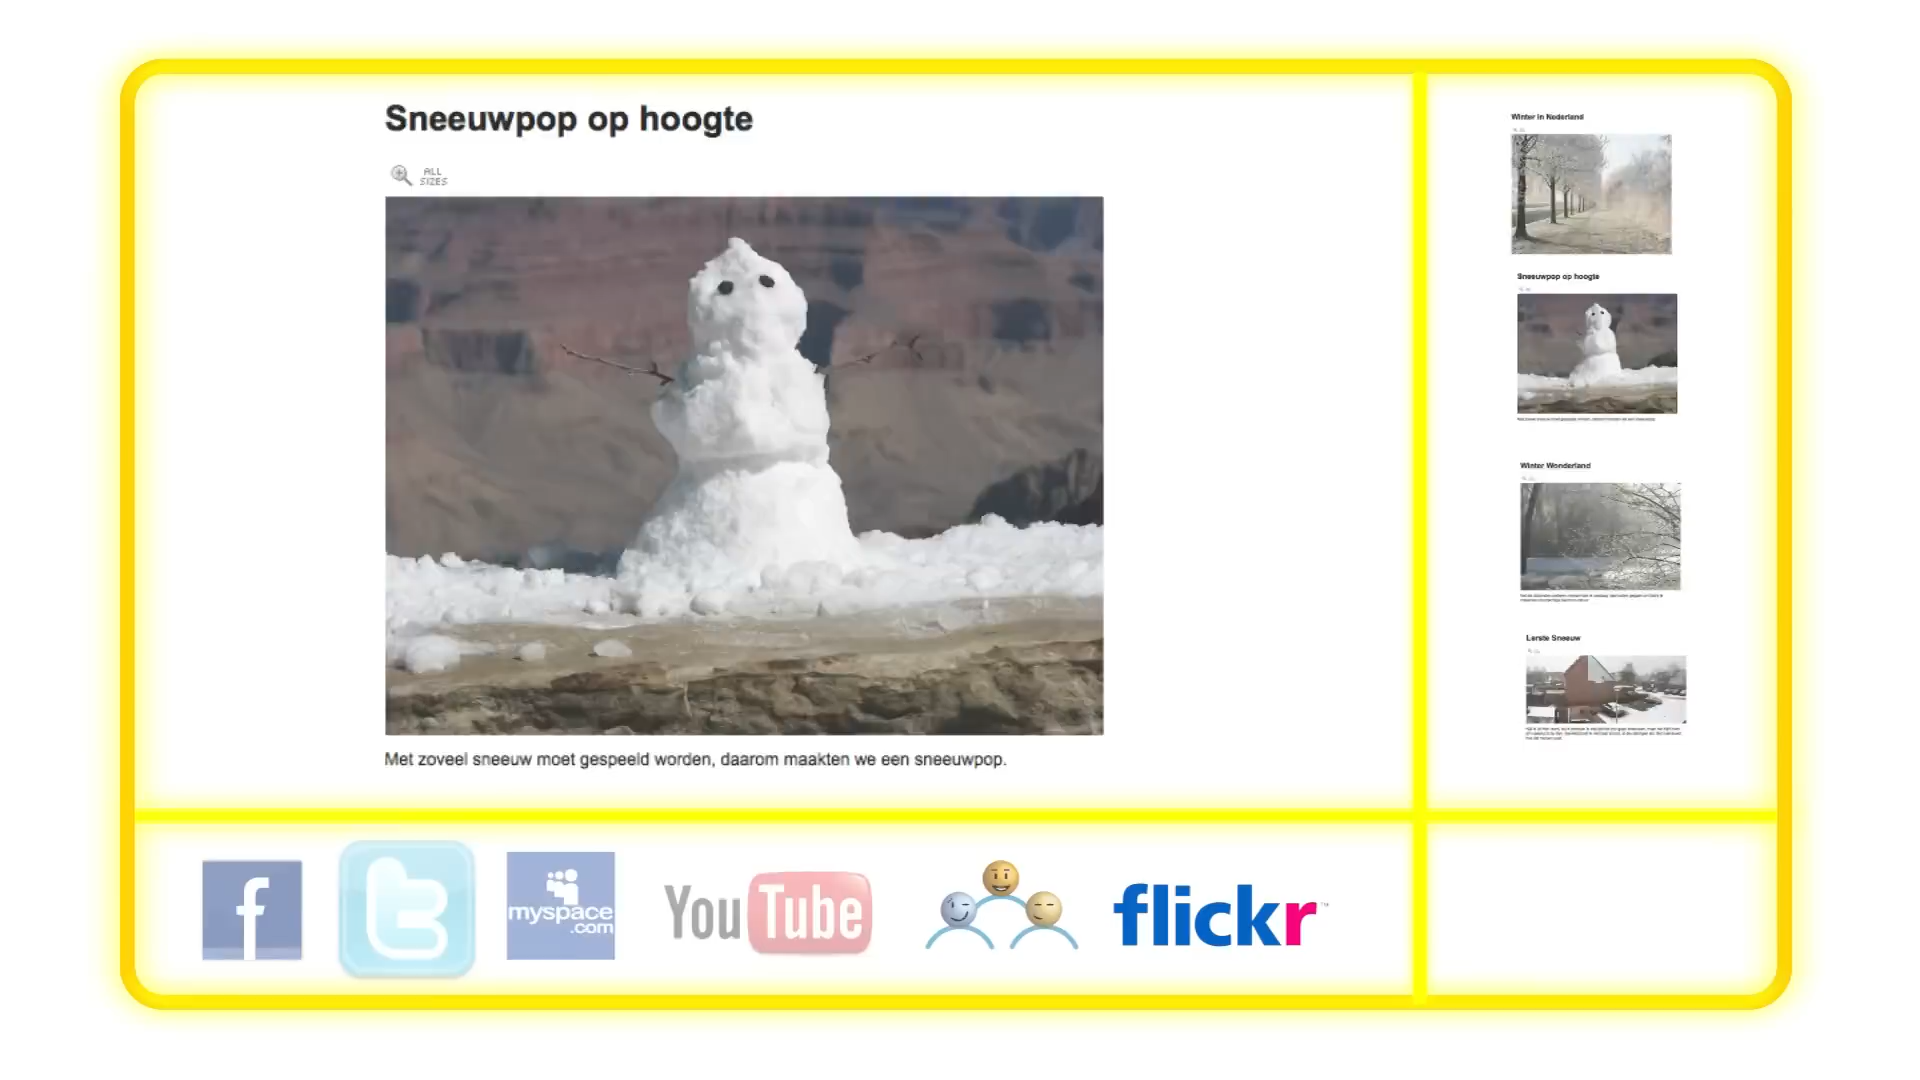 Sneeuwpop op hoogte
ALL
SIZES
Met zoveel sneeuw moet gespeeld worden, daarom maakten we een sneeuwpop.
Winter in Nederland
Sneeuwpop op hoogte
Winter Wonderland
Eerste Sneeuw
f
t
myspace
.com
YouTube
flickr